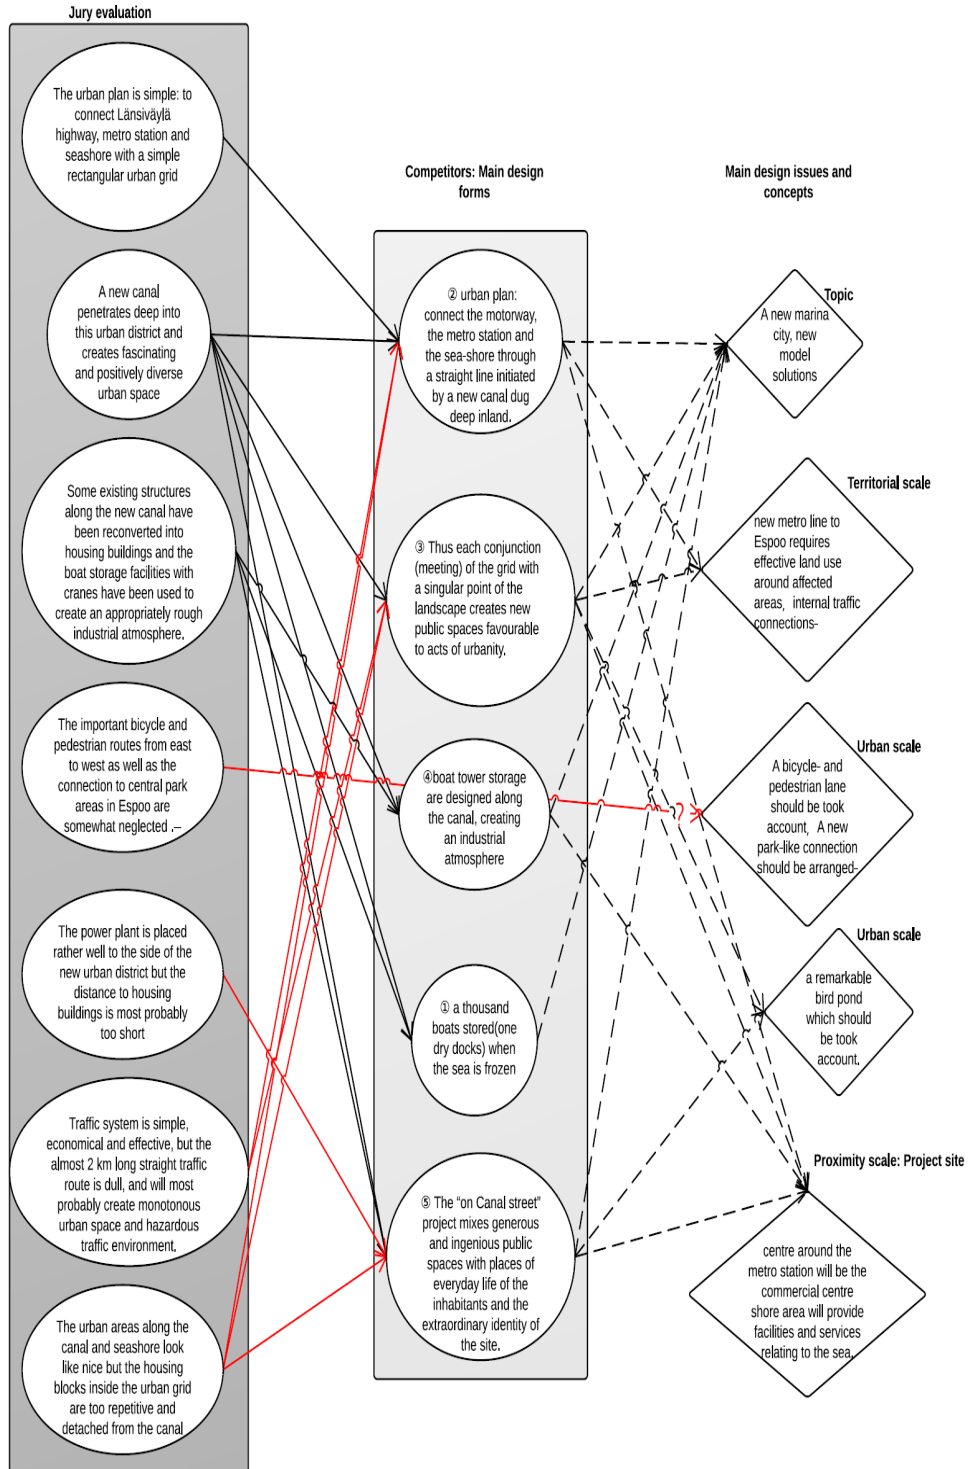 Jury evaluation
The urban plan is simple: to
connect Länsiväylä
highway, metro station and
seashore with a simple
rectangular urban grid
A new canal
penetrates deep into
this urban district and
creates fascinating
and positively diverse
urban space
Some existing structures
along the new canal have
been reconverted into
housing buildings and the
boat storage facilities with
cranes have been used to
create an appropriately rough
industrial atmosphere.
The important bicycle and
pedestrian routes from east
to west as well as the
connection to central park
areas in Espoo are
somewhat neglected .–
The power plant is placed
rather well to the side of the
new urban district but the
distance to housing
buildings is most probably
too short
Traffic system is simple,
economical and effective, but the
almost 2 km long straight traffic
route is dull, and will most
probably create monotonous
urban space and hazardous
traffic environment.
The urban areas along the
canal and seashore look
like nice but the housing
blocks inside the urban grid
are too repetitive and
detached from the canal
Competitors: Main design
forms
② urban plan:
connect the motorway,
the metro station and
the sea-shore through
a straight line initiated
by a new canal dug
deep inland.
③ Thus each conjunction
(meeting) of the grid with
a singular point of the
landscape creates new
public spaces favourable
to acts of urbanity.
④boat tower storage
are designed along
the canal, creating
an industrial
atmosphere
① a thousand
boats stored(one
dry docks) when
the sea is frozen
⑤ The “on Canal street”
project mixes generous
and ingenious public
spaces with places of
everyday life of the
inhabitants and the
extraordinary identity of
the site.
Main design issues and
concepts
Topic
A new marina
city, new
model
solutions
Territorial scale
new metro line to
Espoo requires
effective land use
around affected
areas, internal traffic
connections-
Urban scale
A bicycle- and
pedestrian lane
should be took
account, A new
park-like connection
should be arranged-
?
Urban scale
a remarkable
bird pond
which should
be took
account.
Proximity scale: Project site
centre around the
metro station will be the
commercial centre
shore area will provide
facilities and services
relating to the sea.